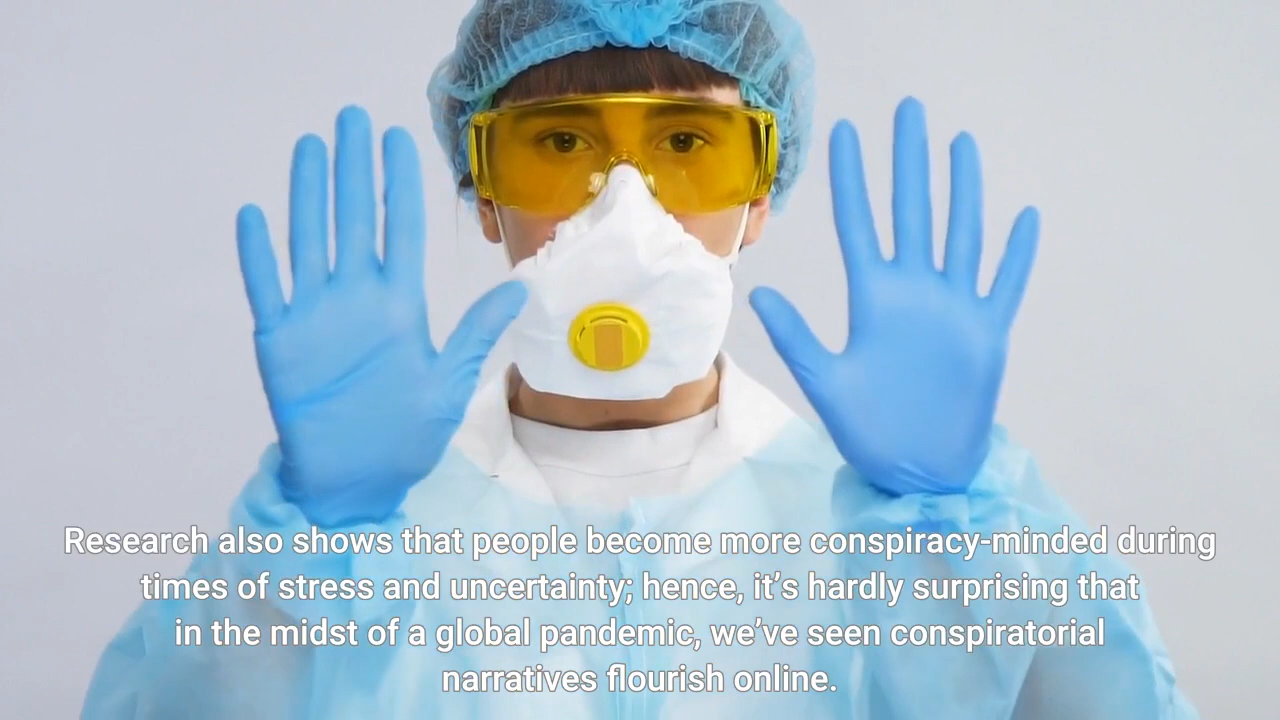 Research also shows that people become more conspiracy-minded during
times of stress and uncertainty; hence, it’s hardly surprising that
in the midst of a global pandemic, we’ve seen conspiratorial
narratives flourish online.